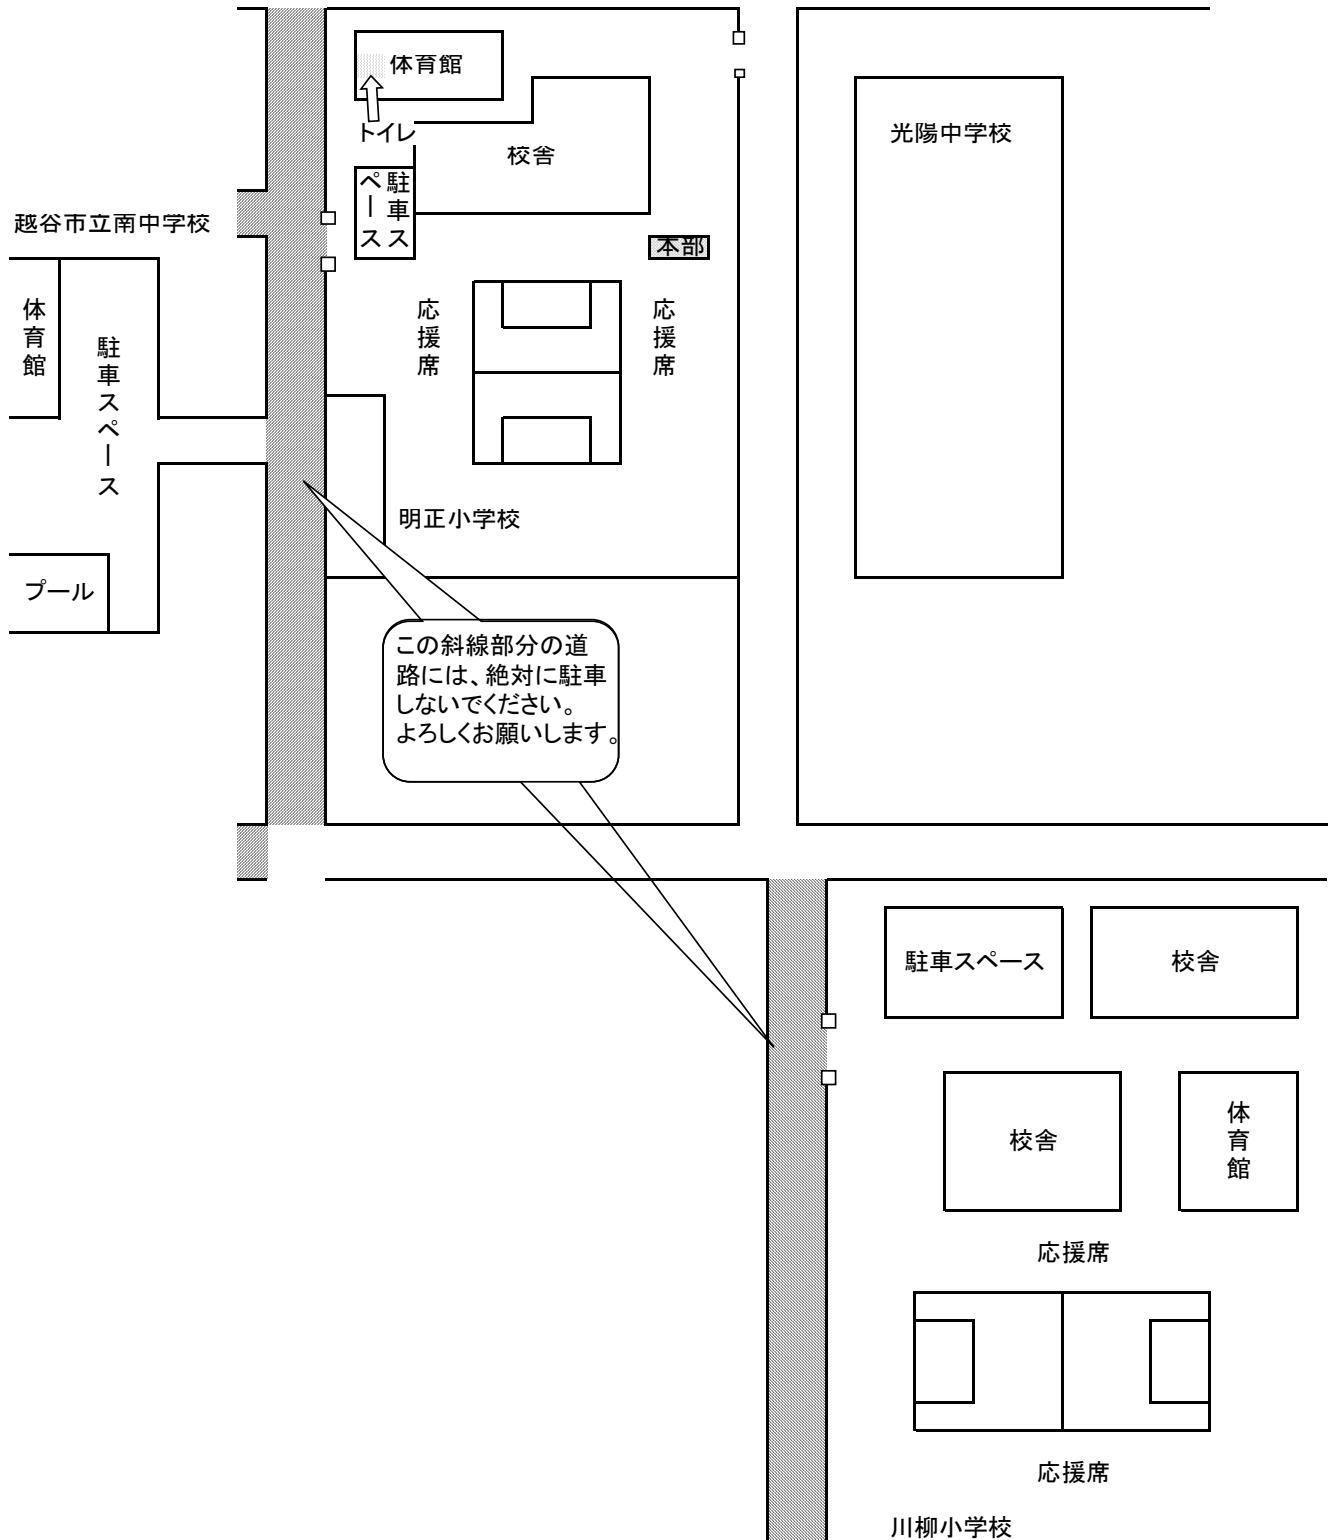 体育館
トイレ
校舎
光陽中学校
駐車ス
ペース
越谷市立南中学校
本部
体育館
駐車スペース
応援席
応援席
明正小学校
プール
この斜線部分の道
路には、絶対に駐車
しないでください。
よろしくお願いします。
駐車スペース
校舎
校舎
体育館
応援席
応援席
川柳小学校